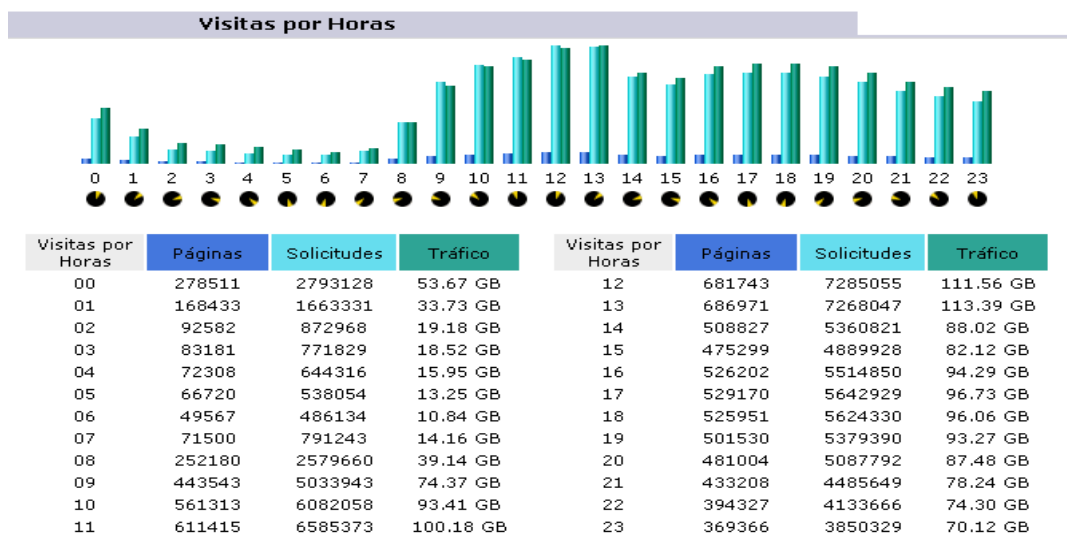 Visitas por Horas
0 1 2 3 4 5 6 7 8 9 10 11 12 13 14 15 16 17 18 19 20 21 22 23
Visitas por Horas Páginas Solicitudes Tráfico
00 278511 2793128 53.67 GB
01 168433 1663331 33.73 GB
02 92582 872968 19.18 GB
03 83181 771829 18.52 GB
04 72308 644316 15.95 GB
05 66720 538054 13.25 GB
06 49567 486134 10.84 GB
07 71500 791243 14.16 GB
08 252180 2579660 39.14 GB
09 443543 5033943 74.37 GB
10 561313 6082058 93.41 GB
11 611415 6585373 100.18 GB
Visitas por Horas Páginas Solicitudes Tráfico
12 681743 7285055 111.56 GB
13 686971 7268047 113.39 GB
14 508827 5360821 88.02 GB
15 475299 4889928 82.12 GB
16 526202 5514850 94.29 GB
17 529170 5642929 96.73 GB
18 525951 5624330 96.06 GB
19 501530 5379390 93.27 GB
20 481004 5087792 87.48 GB
21 433208 4485649 78.24 GB
22 394327 4133666 74.30 GB
23 369366 3850329 70.12 GB